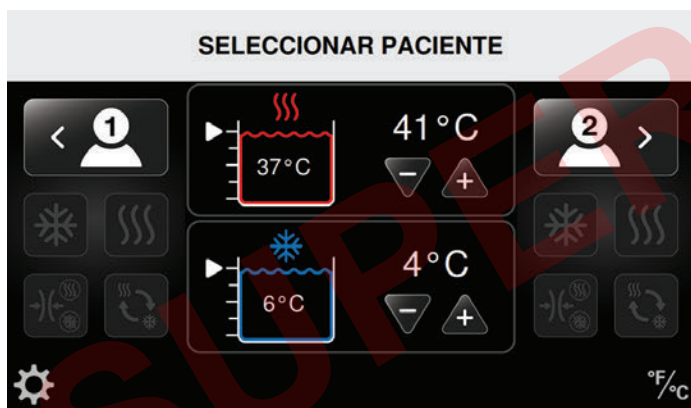 SELECCIONAR PACIENTE
1
2
41°C
37°C
4°C
6°C
°F/°C
SUPER